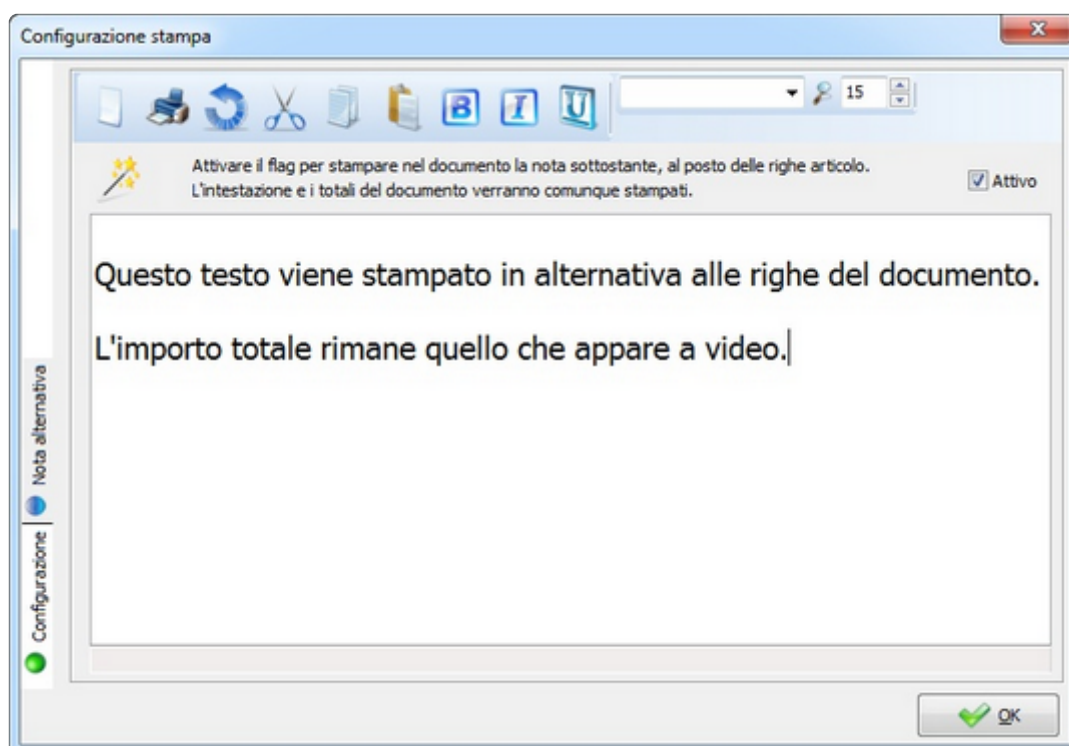 Configurazione stampa
B I U 15
Attivare il flag per stampare nel documento la nota sottostante, al posto delle righe articolo.
L'intestazione e i totali del documento verranno comunque stampati.
Attivo
Questo testo viene stampato in alternativa alle righe del documento.
L'importo totale rimane quello che appare a video.
Nota alternativa
Configurazione
OK